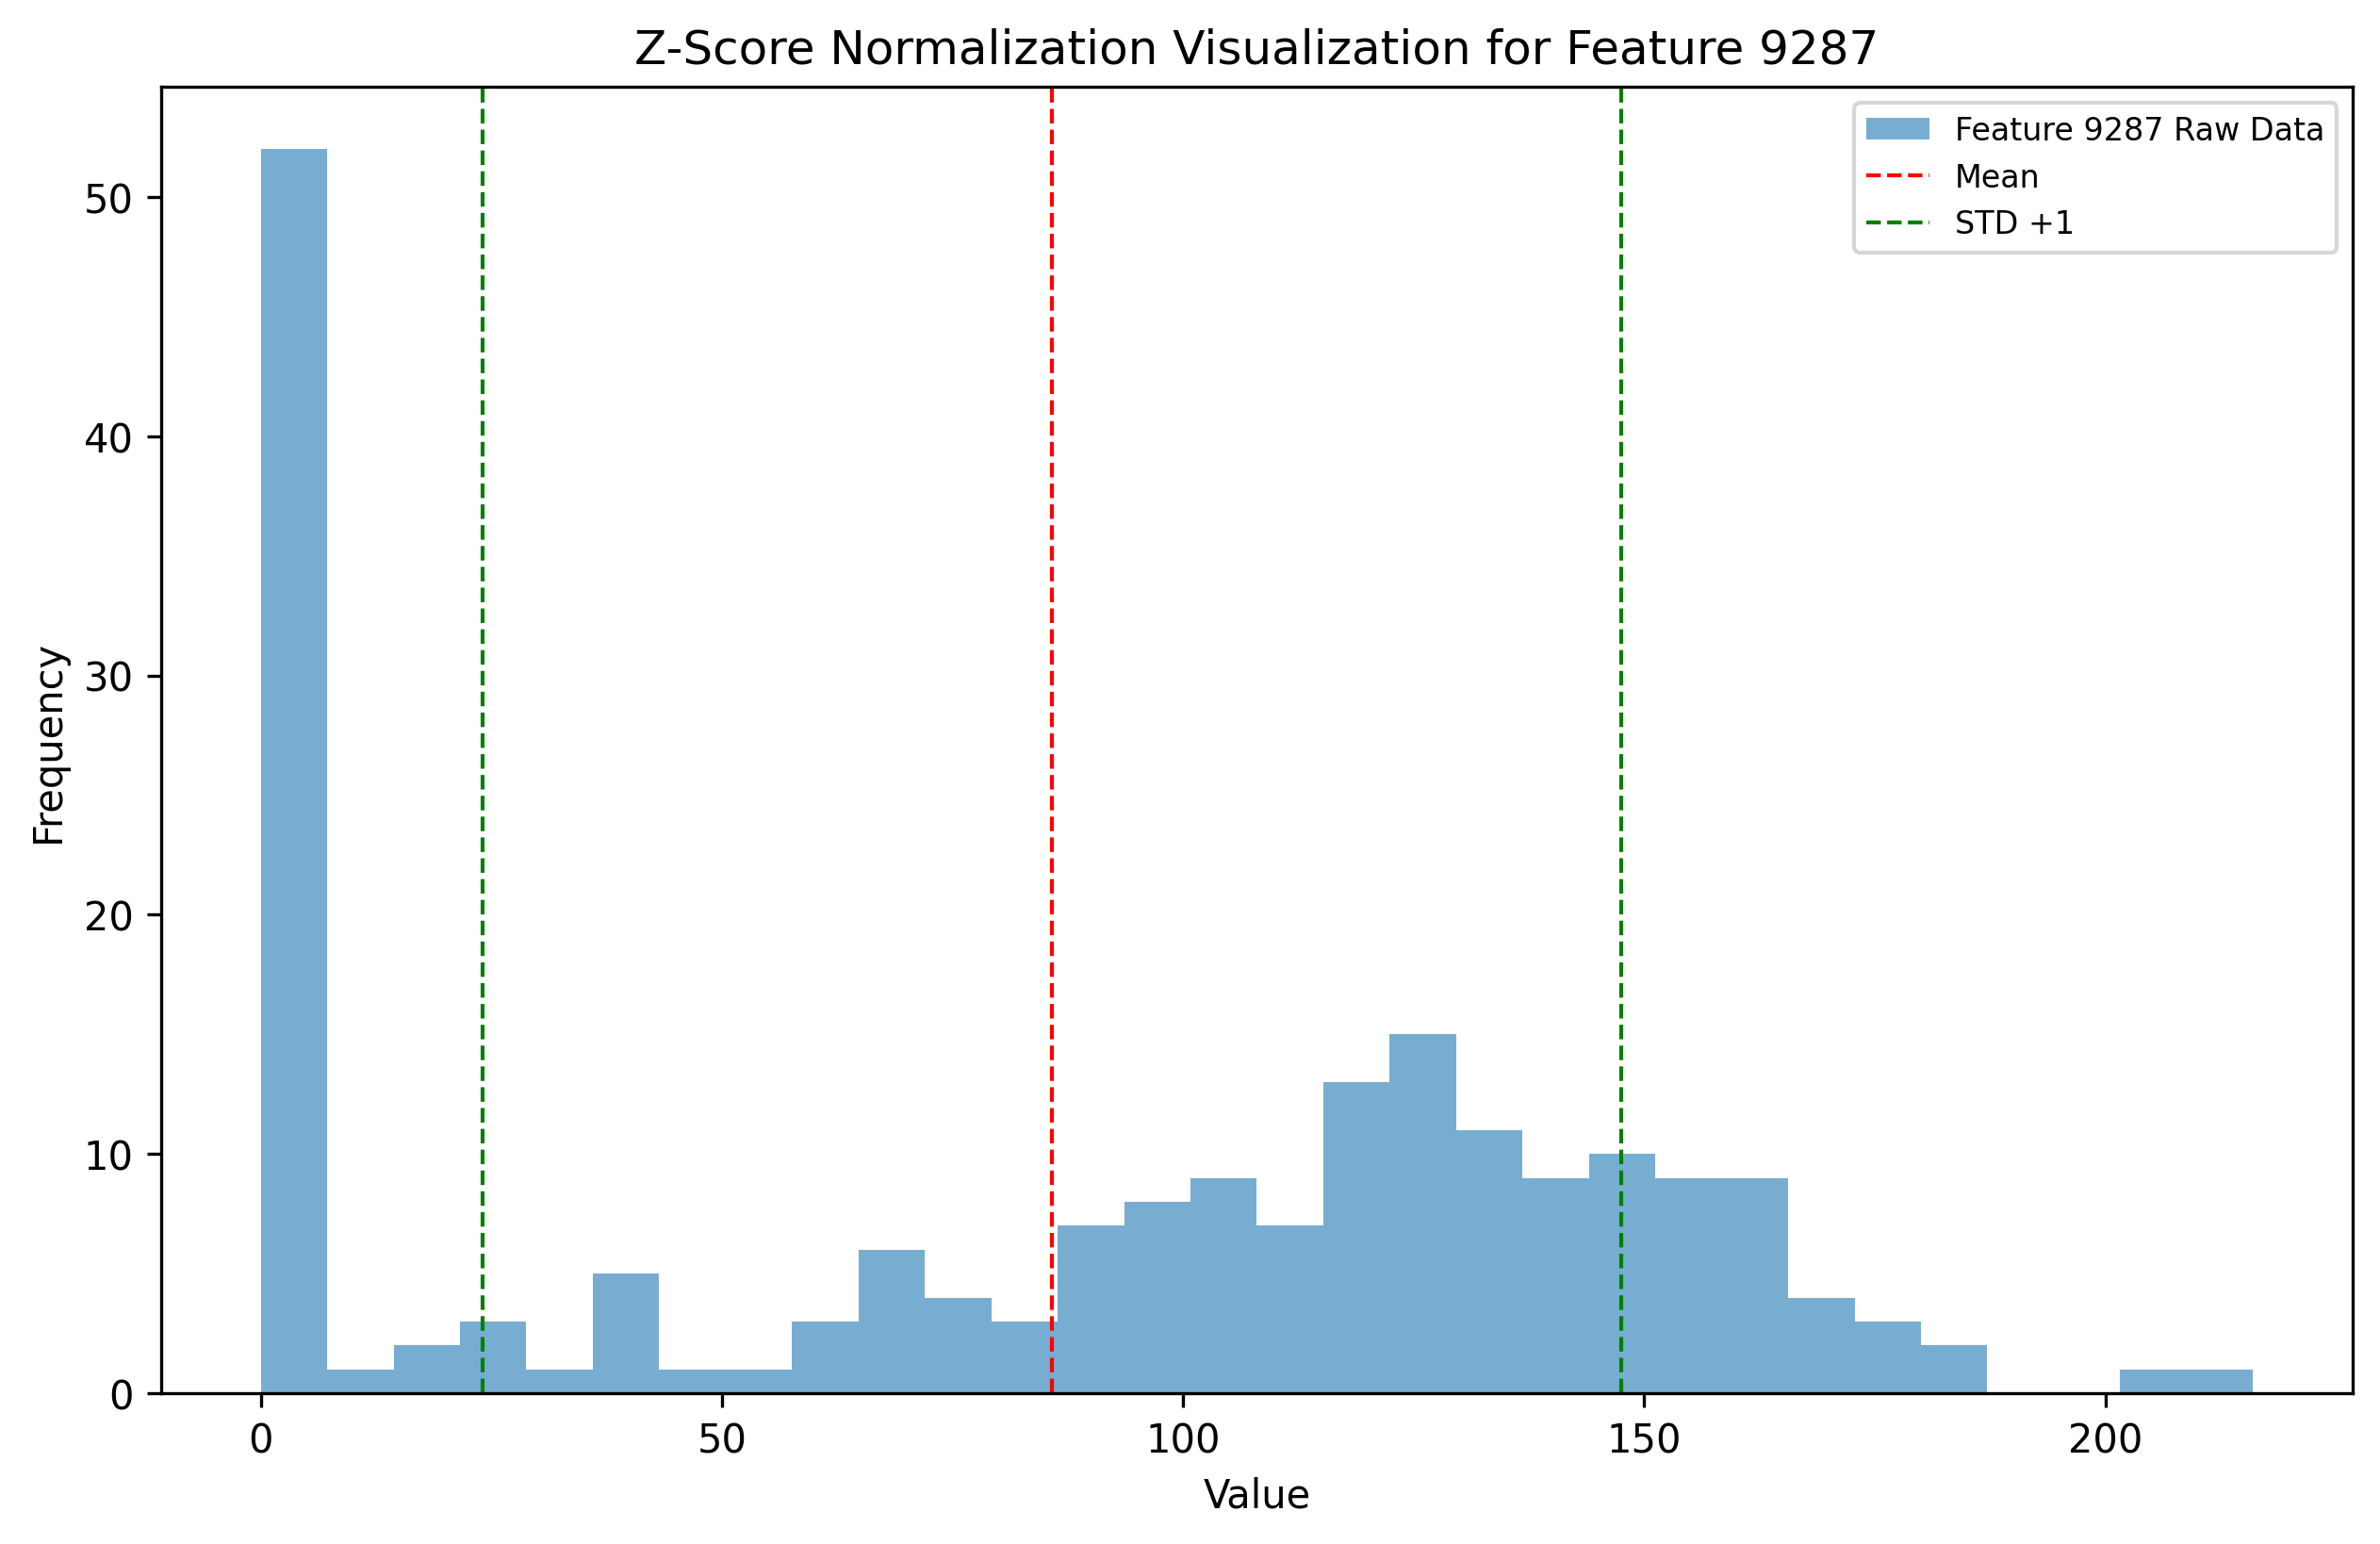 Z-Score Normalization Visualization for Feature 9287
Feature 9287 Raw Data
Mean
STD +1
50
40
30
20
10
0
Frequency
0 50 100 150 200
Value